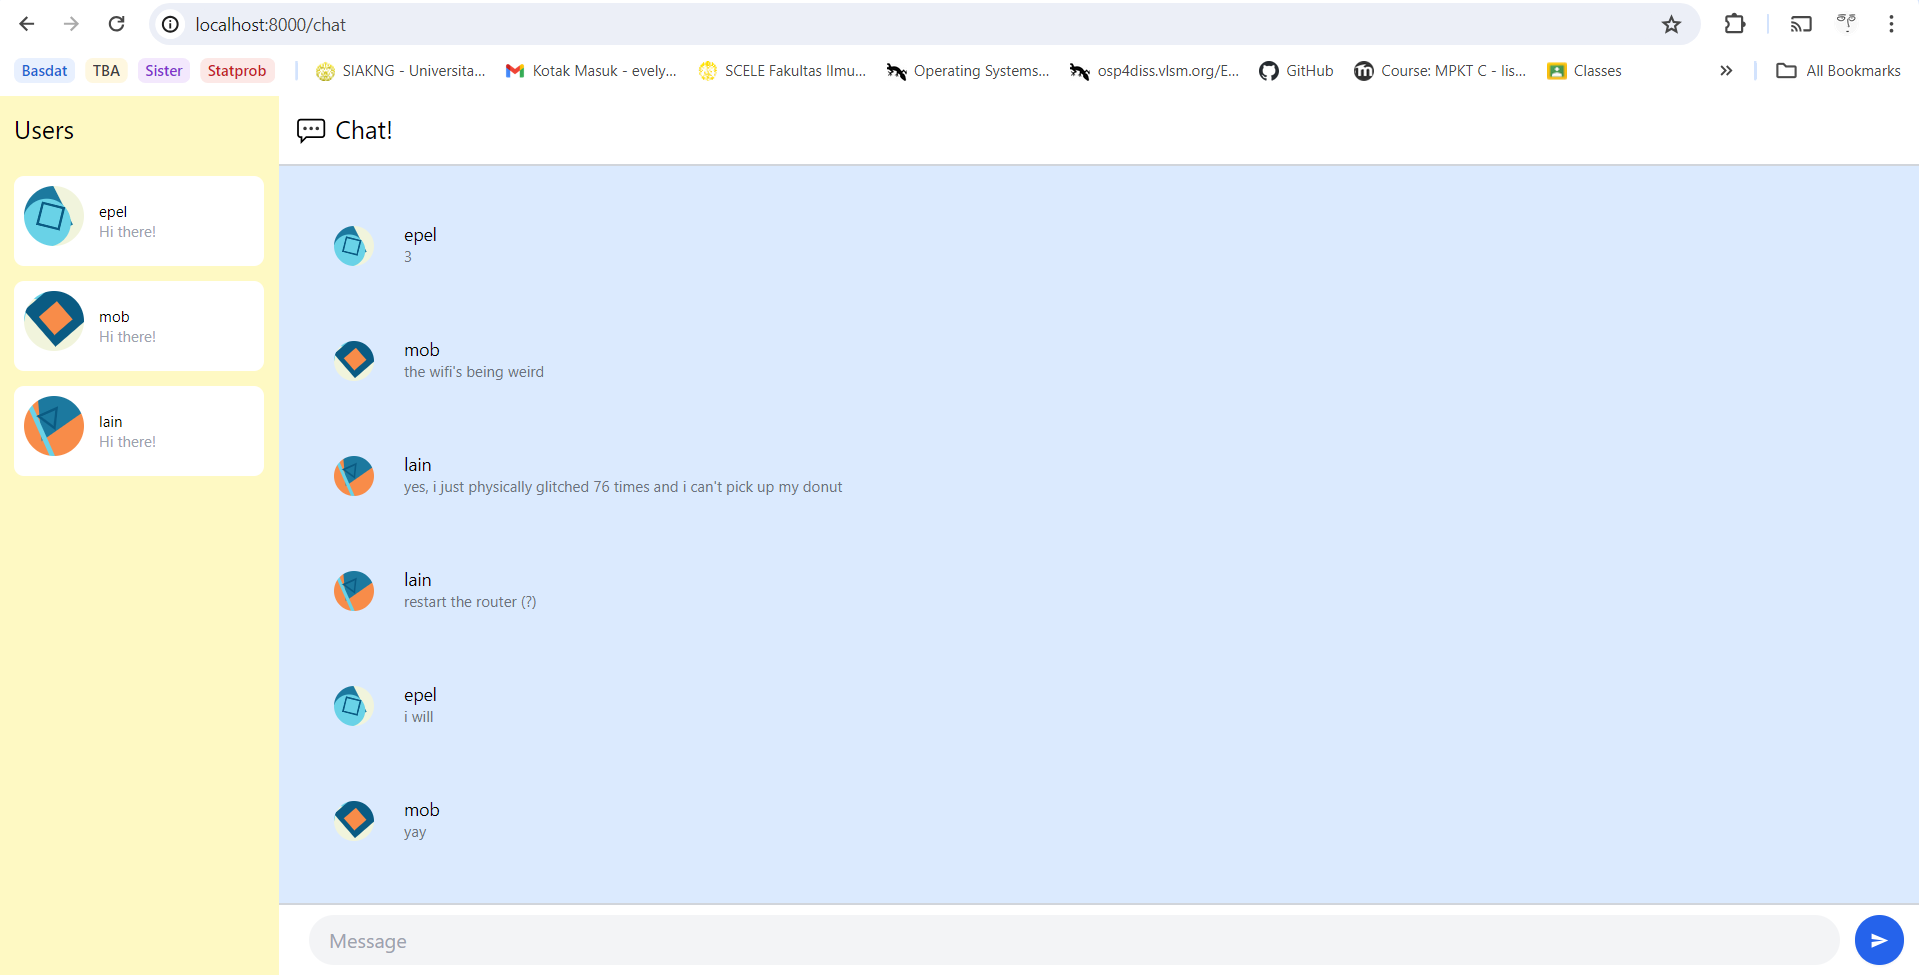 localhost:8000/chat
Basdat TBA Sister Statprob SIAKNG - Universita... Kotak Masuk - evely... SCELE Fakultas Ilmu... Operating Systems... osp4diss.vlsm.org/E... GitHub Course: MPKT C - lis... Classes » All Bookmarks
Users
epel
Hi there!
mob
Hi there!
lain
Hi there!
Chat!
epel
3
mob
the wifi's being weird
lain
yes, i just physically glitched 76 times and i can't pick up my donut
lain
restart the router (?)
epel
i will
mob
yay
Message